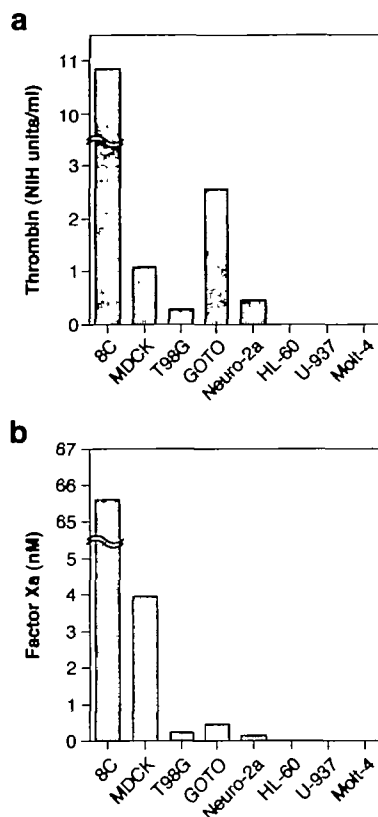 a
Thrombin (NIH units/ml)
11
10
3
2
1
0
8C
MDCK
T98G
GOTO
Neuro-2a
HL-60
U-937
Molt-4
b
Factor Xa (nM)
67
66
65
5
4
3
2
1
0
8C
MDCK
T98G
GOTO
Neuro-2a
HL-60
U-937
Molt-4